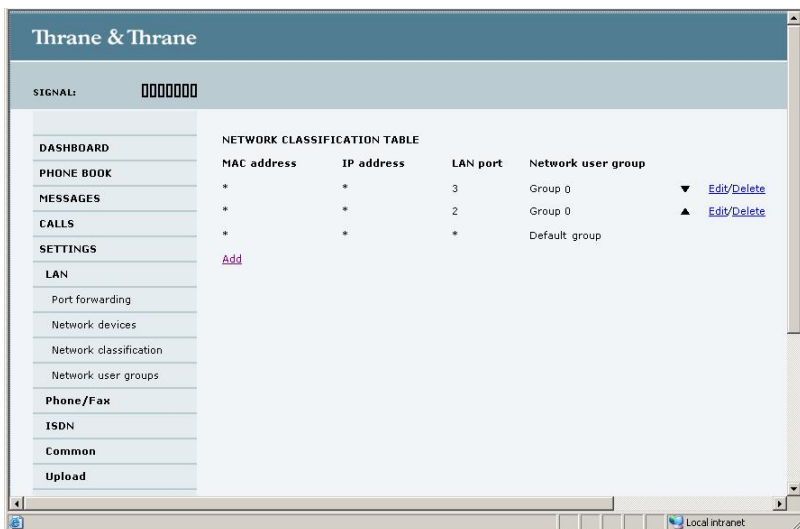 Thrane & Thrane
SIGNAL:
DASHBOARD
PHONE BOOK
MESSAGES
CALLS
SETTINGS
LAN
Port forwarding
Network devices
Network classification
Network user groups
Phone/Fax
ISDN
Common
Upload
NETWORK CLASSIFICATION TABLE
MAC address IP address LAN port Network user group
* * 3 Group 0 ▼ Edit/Delete
* * 2 Group 0 ▲ Edit/Delete
* * * Default group
Add
Local intranet